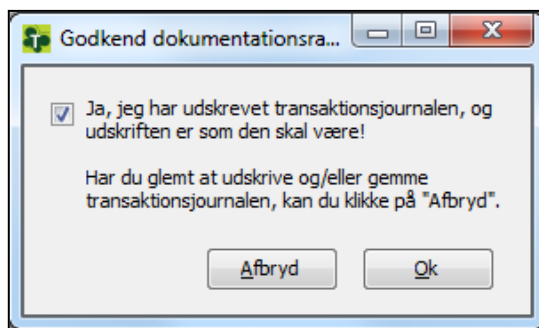 Godkend dokumentationsra...
Ja, jeg har udskrevet transaktionsjournalen, og
udskriften er som den skal være!
Har du glemt at udskrive og/eller gemme
transaktionsjournalen, kan du klikke på "Afbryd".
Afbryd
Ok